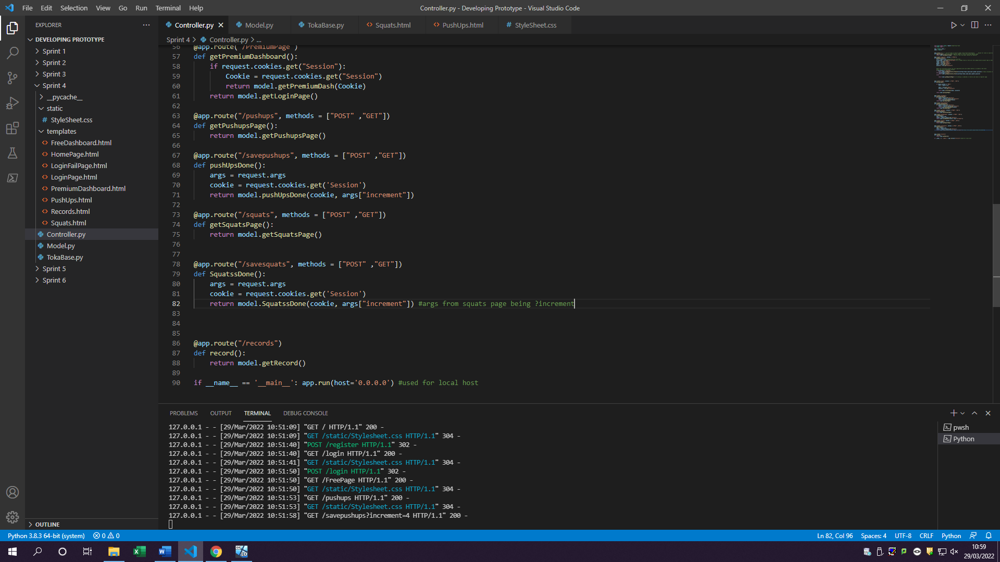 File Edit Selection View Go Run Terminal Help
Controller.py - Developing Prototype - Visual Studio Code
EXPLORER
DEVELOPING PROTOTYPE
Sprint 1
Sprint 2
Sprint 3
Sprint 4
__pycache__
static
# StyleSheet.css
templates
<> FreeDashboard.html
<> HomePage.html
<> LoginFailPage.html
<> LoginPage.html
<> PremiumDashboard.html
<> PushUps.html
<> Records.html
<> Squats.html
Controller.py
Model.py
TokaBase.py
Sprint 5
Sprint 6
OUTLINE
Controller.py Model.py TokaBase.py <> Squats.html <> PushUps.html # StyleSheet.css
Sprint 4 > Controller.py > ...
56 @app.route("/PremiumPage")
57 def getPremiumDashboard():
58     if request.cookies.get("Session"):
59         Cookie = request.cookies.get("Session")
60         return model.getPremiumDash(Cookie)
61     return model.getLoginPage()
62
63 @app.route("/pushups", methods = ["POST" ,"GET"])
64 def getPushupsPage():
65     return model.getPushupsPage()
66
67 @app.route("/savepushups", methods = ["POST" ,"GET"])
68 def pushUpsDone():
69     args = request.args
70     cookie = request.cookies.get('Session')
71     return model.pushUpsDone(cookie, args["increment"])
72
73 @app.route("/squats", methods = ["POST" ,"GET"])
74 def getSquatsPage():
75     return model.getSquatsPage()
76
77
78 @app.route("/savesquats", methods = ["POST" ,"GET"])
79 def SquatssDone():
80     args = request.args
81     cookie = request.cookies.get('Session')
82     return model.SquatssDone(cookie, args["increment"]) #args from squats page being ?increment
83
84
85
86 @app.route("/records")
87 def record():
88     return model.getRecord()
89
90 if __name__ == '__main__': app.run(host='0.0.0.0') #used for local host
PROBLEMS OUTPUT TERMINAL DEBUG CONSOLE
127.0.0.1 - - [29/Mar/2022 10:51:09] "GET / HTTP/1.1" 200 -
127.0.0.1 - - [29/Mar/2022 10:51:09] "GET /static/Stylesheet.css HTTP/1.1" 304 -
127.0.0.1 - - [29/Mar/2022 10:51:40] "POST /register HTTP/1.1" 302 -
127.0.0.1 - - [29/Mar/2022 10:51:40] "GET /login HTTP/1.1" 200 -
127.0.0.1 - - [29/Mar/2022 10:51:41] "GET /static/Stylesheet.css HTTP/1.1" 304 -
127.0.0.1 - - [29/Mar/2022 10:51:50] "POST /login HTTP/1.1" 302 -
127.0.0.1 - - [29/Mar/2022 10:51:50] "GET /FreePage HTTP/1.1" 200 -
127.0.0.1 - - [29/Mar/2022 10:51:50] "GET /static/Stylesheet.css HTTP/1.1" 304 -
127.0.0.1 - - [29/Mar/2022 10:51:53] "GET /pushups HTTP/1.1" 200 -
127.0.0.1 - - [29/Mar/2022 10:51:53] "GET /static/Stylesheet.css HTTP/1.1" 304 -
127.0.0.1 - - [29/Mar/2022 10:51:58] "GET /savepushups?increment=4 HTTP/1.1" 200 -
pwsh
Python
Python 3.8.3 64-bit (system) 0 0
Ln 82, Col 96 Spaces: 4 UTF-8 CRLF Python
10:59
29/03/2022